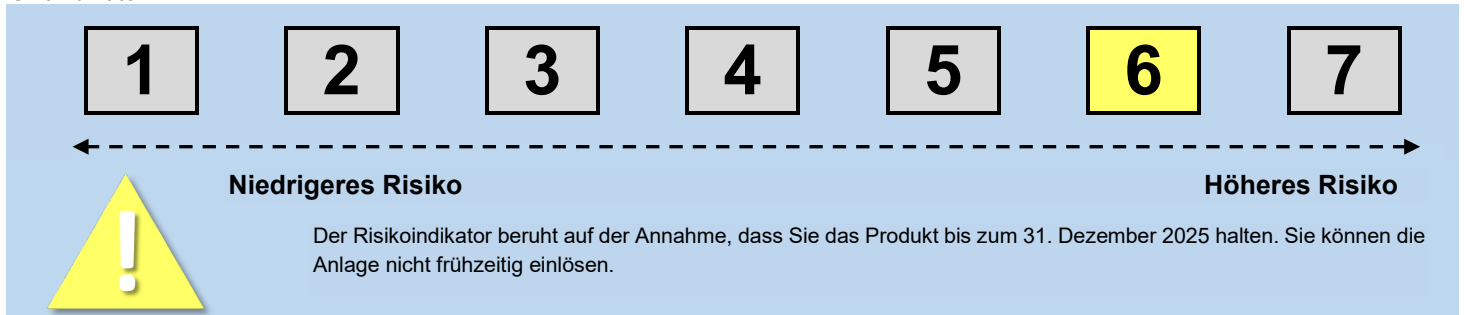 1 2 3 4 5 6 7
Niedrigeres Risiko Höheres Risiko
!
Der Risikoindikator beruht auf der Annahme, dass Sie das Produkt bis zum 31. Dezember 2025 halten. Sie können die
Anlage nicht frühzeitig einlösen.